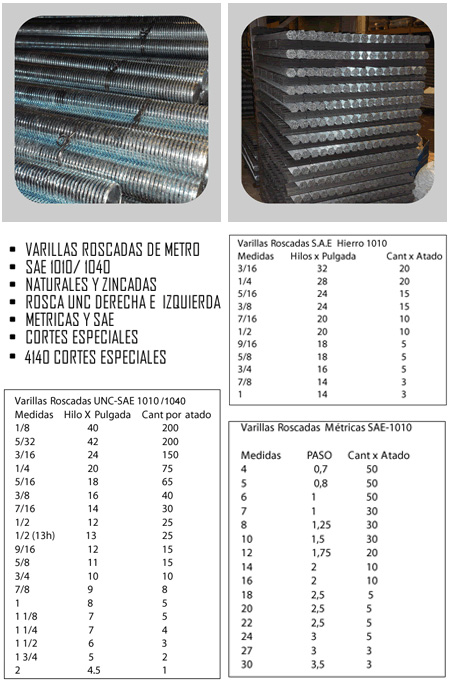 VARILLAS ROSCADAS DE METRO
SAE 1010/ 1040
NATURALES Y ZINCADAS
ROSCA UNC DERECHA E IZQUIERDA
METRICAS Y SAE
CORTES ESPECIALES
4140 CORTES ESPECIALES
Varillas Roscadas UNC-SAE 1010/1040
Medidas Hilo X Pulgada Cant por atado
1/8 40 200
5/32 42 200
3/16 24 150
1/4 20 75
5/16 18 65
3/8 16 40
7/16 14 30
1/2 12 25
1/2 (13h) 13 25
9/16 12 15
5/8 11 15
3/4 10 10
7/8 9 8
1 8 5
1 1/8 7 5
1 1/4 7 4
1 1/2 6 3
1 3/4 5 2
2 4.5 1
Varillas Roscadas S.A.E Hierro 1010
Medidas Hilos x Pulgada Cant x Atado
3/16 32 20
1/4 28 20
5/16 24 15
3/8 24 15
7/16 20 10
1/2 20 10
9/16 18 5
5/8 18 5
3/4 16 5
7/8 14 3
1 14 3
Varillas Roscadas Métricas SAE-1010
Medidas PASO Cant x Atado
4 0,7 50
5 0,8 50
6 1 50
7 1 30
8 1,25 30
10 1,5 30
12 1,75 20
14 2 10
16 2 10
18 2,5 5
20 2,5 5
22 2,5 5
24 3 5
27 3 3
30 3,5 3